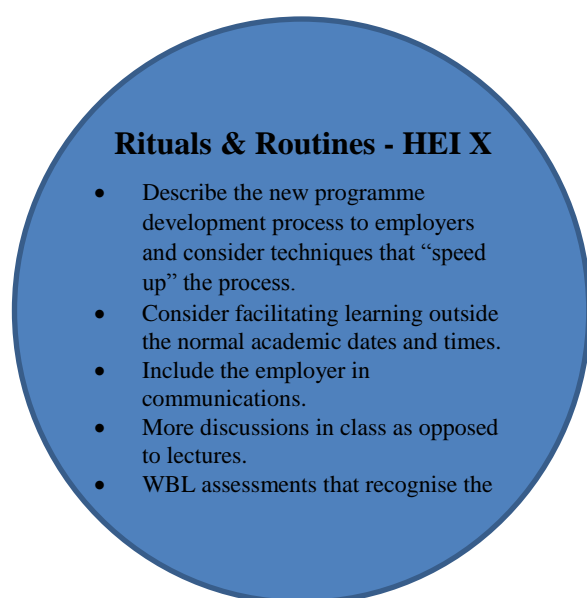 Rituals & Routines - HEI X
• Describe the new programme
development process to employers
and consider techniques that “speed
up” the process.
• Consider facilitating learning outside
the normal academic dates and times.
• Include the employer in
communications.
• More discussions in class as opposed
to lectures.
• WBL assessments that recognise the